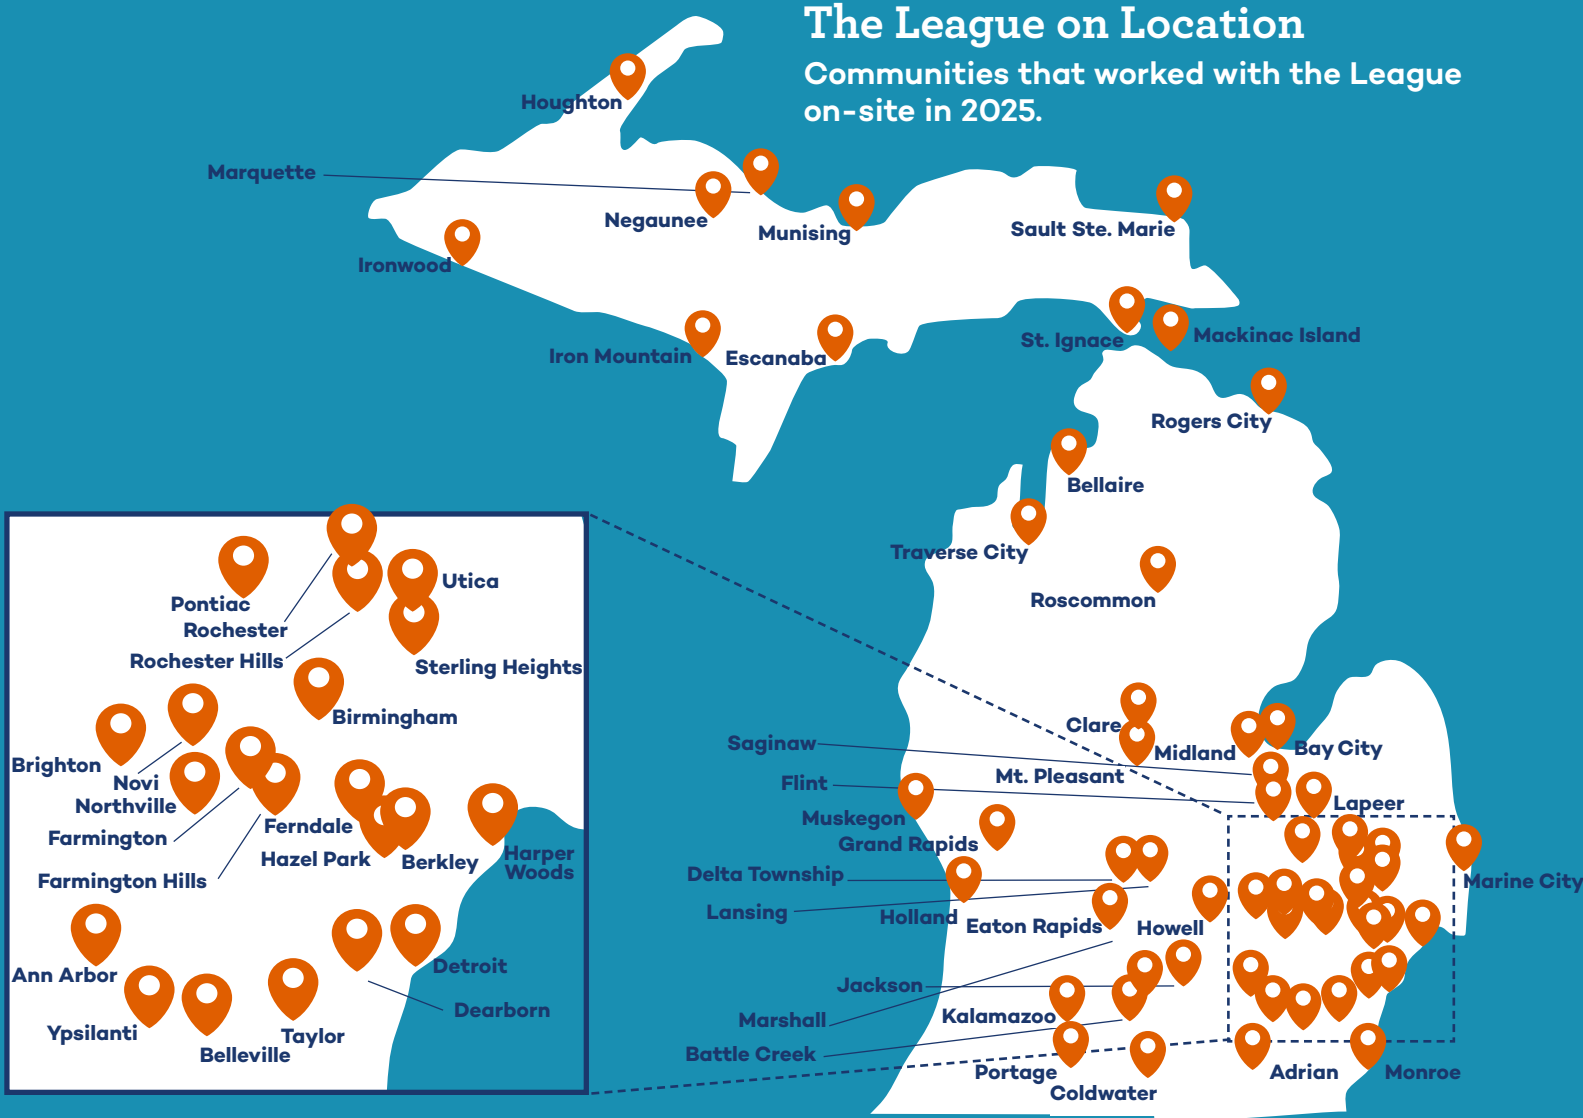 The League on Location
Communities that worked with the League
on-site in 2025.
Houghton
Marquette
Negaunee
Munising
Sault Ste. Marie
Ironwood
St. Ignace
Mackinac Island
Iron Mountain
Escanaba
Rogers City
Bellaire
Traverse City
Roscommon
Clare
Saginaw
Midland
Bay City
Mt. Pleasant
Flint
Lapeer
Muskegon
Grand Rapids
Delta Township
Marine City
Lansing
Holland
Eaton Rapids
Howell
Jackson
Marshall
Kalamazoo
Battle Creek
Portage
Coldwater
Adrian
Monroe
Utica
Pontiac
Rochester
Rochester Hills
Sterling Heights
Birmingham
Brighton
Novi
Northville
Farmington
Ferndale
Hazel Park
Berkley
Harper
Woods
Farmington Hills
Ann Arbor
Detroit
Dearborn
Ypsilanti
Taylor
Belleville